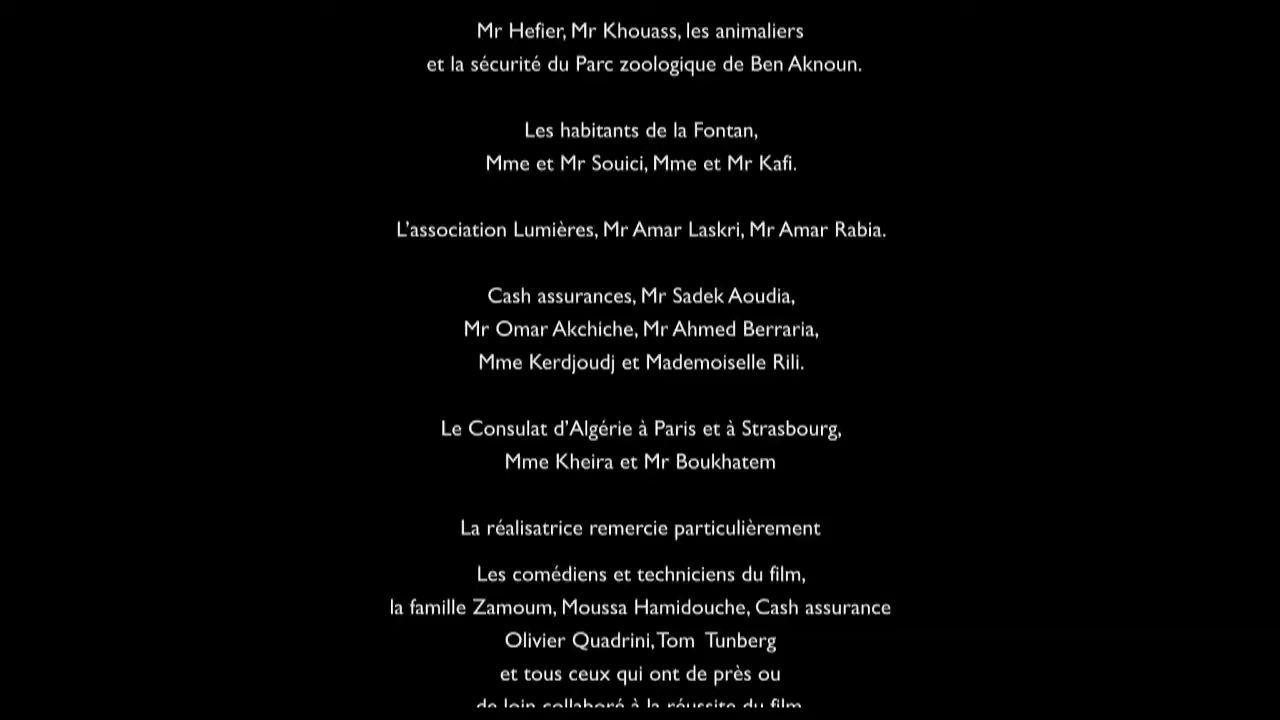 Mr Hefier, Mr Khouass, les animaliers
et la sécurité du Parc zoologique de Ben Aknoun.
Les habitants de la Fontan,
Mme et Mr Souici, Mme et Mr Kafi.
L'association Lumières, Mr Amar Laskri, Mr Amar Rabia.
Cash assurances, Mr Sadek Aoudia,
Mr Omar Akchiche, Mr Ahmed Berraria,
Mme Kerdjoudj et Mademoiselle Rili.
Le Consulat d'Algérie à Paris et à Strasbourg,
Mme Kheira et Mr Boukhatem
La réalisatrice remercie particulièrement
Les comédiens et techniciens du film,
la famille Zamoum, Moussa Hamidouche, Cash assurance
Olivier Quadrini, Tom Tunberg
et tous ceux qui ont de près ou
de loin collaboré à la réussite du film